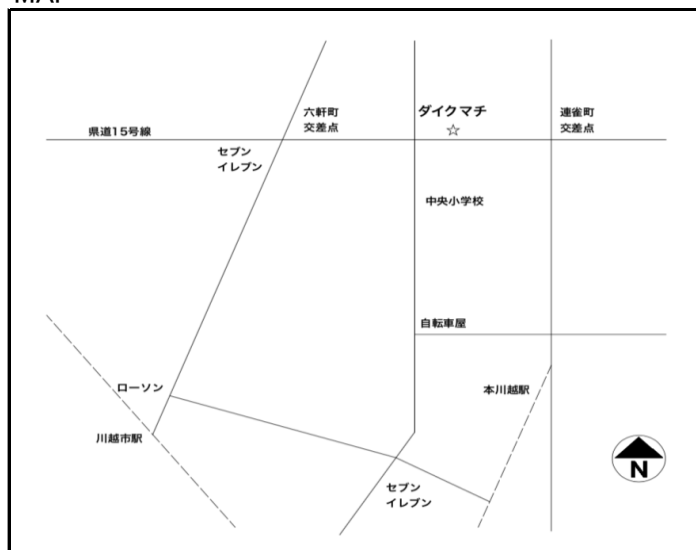 MAP
六軒町
交差点
ダイクマチ
☆
連雀町
交差点
県道15号線
セブン
イレブン
中央小学校
自転車屋
ローソン
本川越駅
川越市駅
N
セブン
イレブン